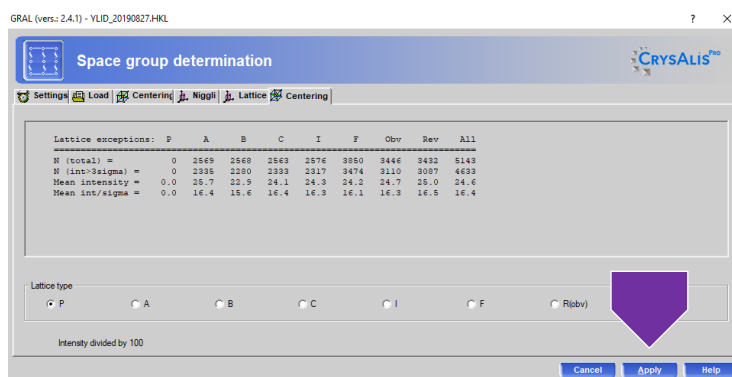 GRAL (vers.: 2.4.1) - YLID_20190827.HKL ? ×
Space group determination
CRYSALIS Pro
Settings Load Centering Niggli Lattice Centering
Lattice exceptions: P A B C I F Obv Rev All
N (total) = 0 2569 2568 2563 2576 3850 3446 3432 5143
N (int>3sigma) = 0 2335 2280 2333 2317 3474 3110 3087 4633
Mean intensity = 0.0 25.7 22.9 24.1 24.3 24.2 24.7 25.0 24.6
Mean int/sigma = 0.0 16.4 15.6 16.4 16.3 16.1 16.3 16.5 16.4
Lattice type
P A B C I F R(obv)
Intensity divided by 100
Cancel Apply Help